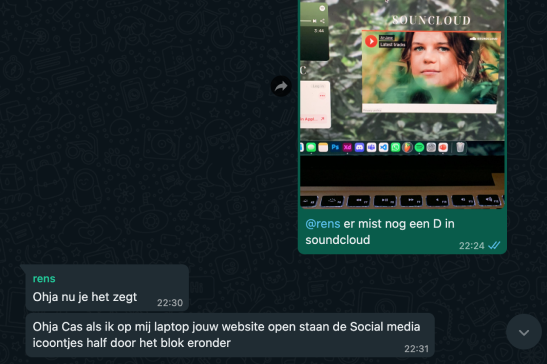 SOUNCLOUD
2:44
Latest tracks
@rens er mist nog een D in
soundcloud
22:24
rens
Ohja nu je het zegt
22:30
Ohja Cas als ik op mij laptop jouw website open staan de Social media
icoontjes half door het blok eronder
22:31